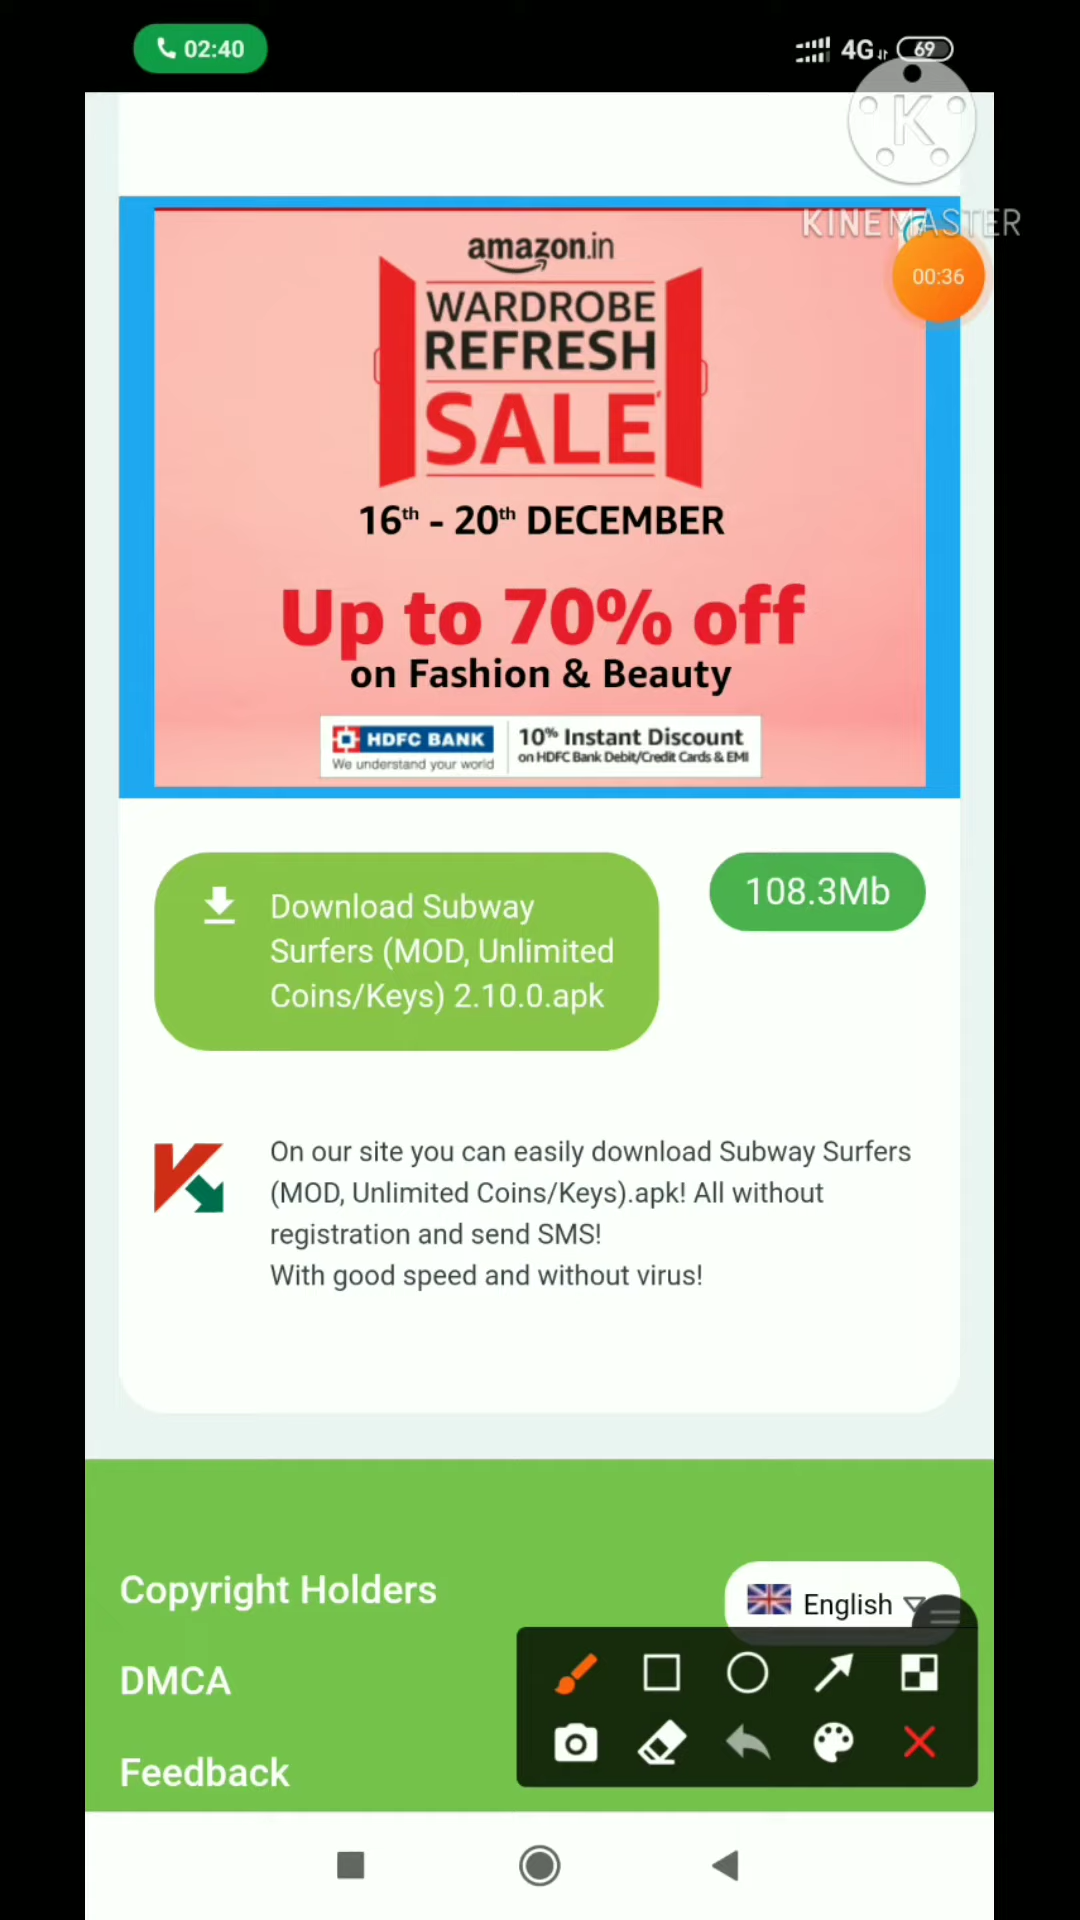 02:40
4G
69
K
KINEMASTER
00:36
amazon.in
WARDROBE
REFRESH
SALE*
16th - 20th DECEMBER
Up to 70% off
on Fashion & Beauty
HDFC BANK
We understand your world
10% Instant Discount
on HDFC Bank Debit/Credit Cards & EMI
Download Subway
Surfers (MOD, Unlimited
Coins/Keys) 2.10.0.apk
108.3Mb
On our site you can easily download Subway Surfers
(MOD, Unlimited Coins/Keys).apk! All without
registration and send SMS!
With good speed and without virus!
Copyright Holders
English
DMCA
Feedback